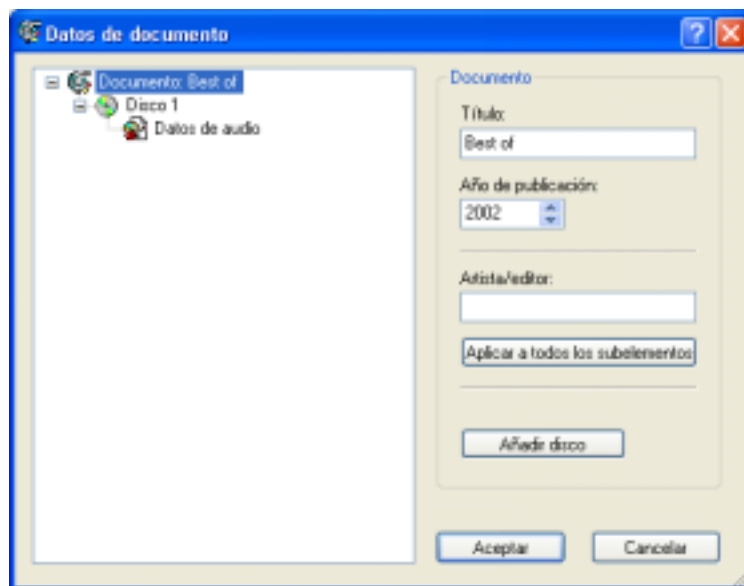 Datos de documento
Documento: Best of
Disco 1
Datos de audio
Documento
Título:
Best of
Año de publicación:
2002
Artista/editor:
Aplicar a todos los subelementos
Añadir disco
Aceptar
Cancelar